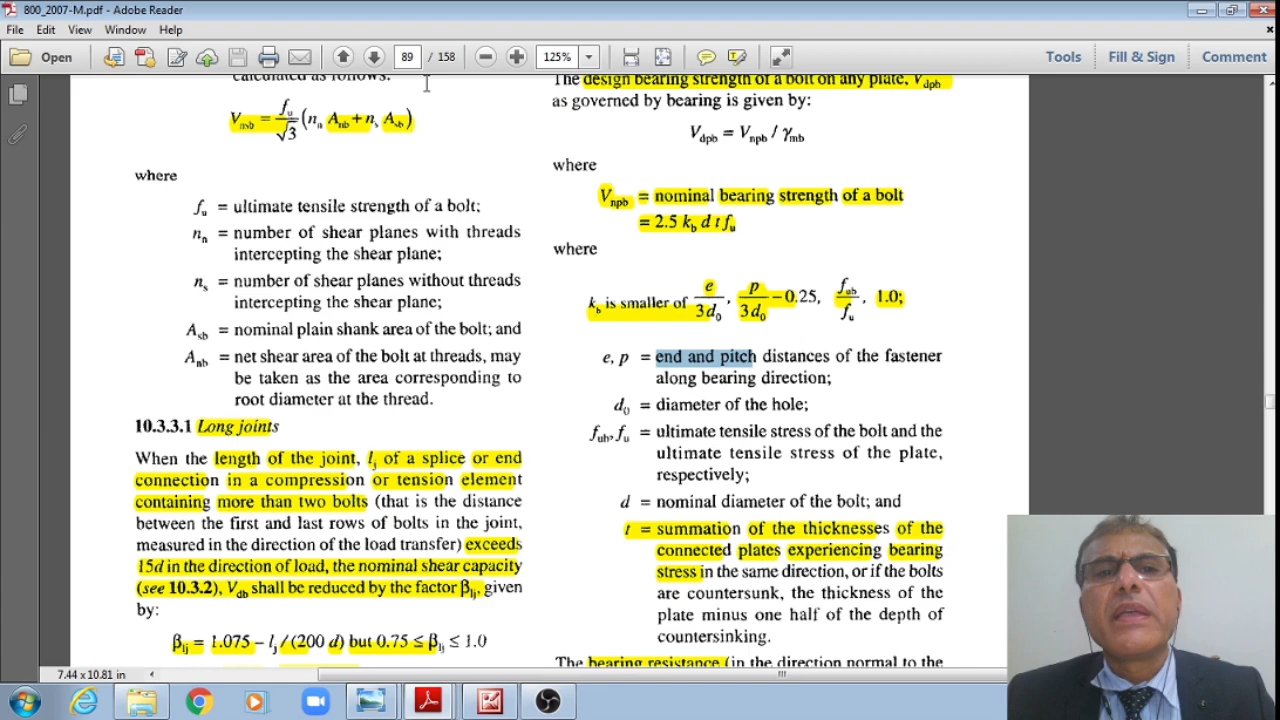 800_2007-M.pdf - Adobe Reader
File Edit View Window Help
Open 89 / 158 125% Tools Fill & Sign Comment
calculated as follows:
V_nsb = f_u/√3 (n_n A_nb + n_s A_sb)
where
f_u = ultimate tensile strength of a bolt;
n_n = number of shear planes with threads
intercepting the shear plane;
n_s = number of shear planes without threads
intercepting the shear plane;
A_sb = nominal plain shank area of the bolt; and
A_nb = net shear area of the bolt at threads, may
be taken as the area corresponding to
root diameter at the thread.
10.3.3.1 Long joints
When the length of the joint, l_j of a splice or end
connection in a compression or tension element
containing more than two bolts (that is the distance
between the first and last rows of bolts in the joint,
measured in the direction of the load transfer) exceeds
15d in the direction of load, the nominal shear capacity
(see 10.3.2), V_db shall be reduced by the factor β_lj, given
by:
β_lj = 1.075 – l_j /(200 d) but 0.75 ≤ β_lj ≤ 1.0
The design bearing strength of a bolt on any plate, V_dpb
as governed by bearing is given by:
V_dpb = V_npb / γ_mb
where
V_npb = nominal bearing strength of a bolt
= 2.5 k_b d t f_u
where
k_b is smaller of e/3d_0, p/3d_0 – 0.25, f_ub/f_u, 1.0;
e, p = end and pitch distances of the fastener
along bearing direction;
d_0 = diameter of the hole;
f_ub, f_u = ultimate tensile stress of the bolt and the
ultimate tensile stress of the plate,
respectively;
d = nominal diameter of the bolt; and
t = summation of the thicknesses of the
connected plates experiencing bearing
stress in the same direction, or if the bolts
are countersunk, the thickness of the
plate minus one half of the depth of
countersinking.
The bearing resistance (in the direction normal to the
7.44 x 10.81 in